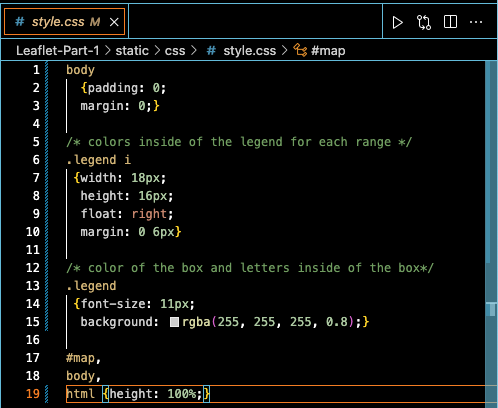 # style.css M ×
Leaflet-Part-1 > static > css > # style.css > #map
1 body
2 {padding: 0;
3 margin: 0;}
4
5 /* colors inside of the legend for each range */
6 .legend i
7 {width: 18px;
8 height: 16px;
9 float: right;
10 margin: 0 6px}
11
12 /* color of the box and letters inside of the box*/
13 .legend
14 {font-size: 11px;
15 background: rgba(255, 255, 255, 0.8);}
16
17 #map,
18 body,
19 html {height: 100%;}